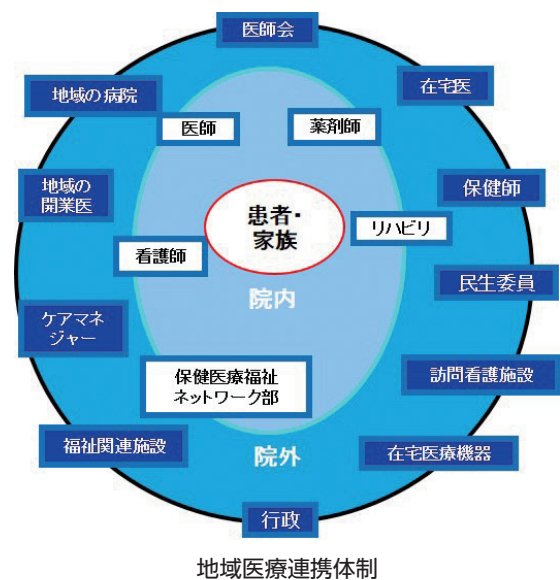 医師会
地域の病院
在宅医
医師
薬剤師
地域の
開業医
保健師
患者・
家族
リハビリ
看護師
民生委員
院内
ケアマネ
ジャー
保健医療福祉
ネットワーク部
訪問看護施設
福祉関連施設
院外
在宅医療機器
行政
地域医療連携体制